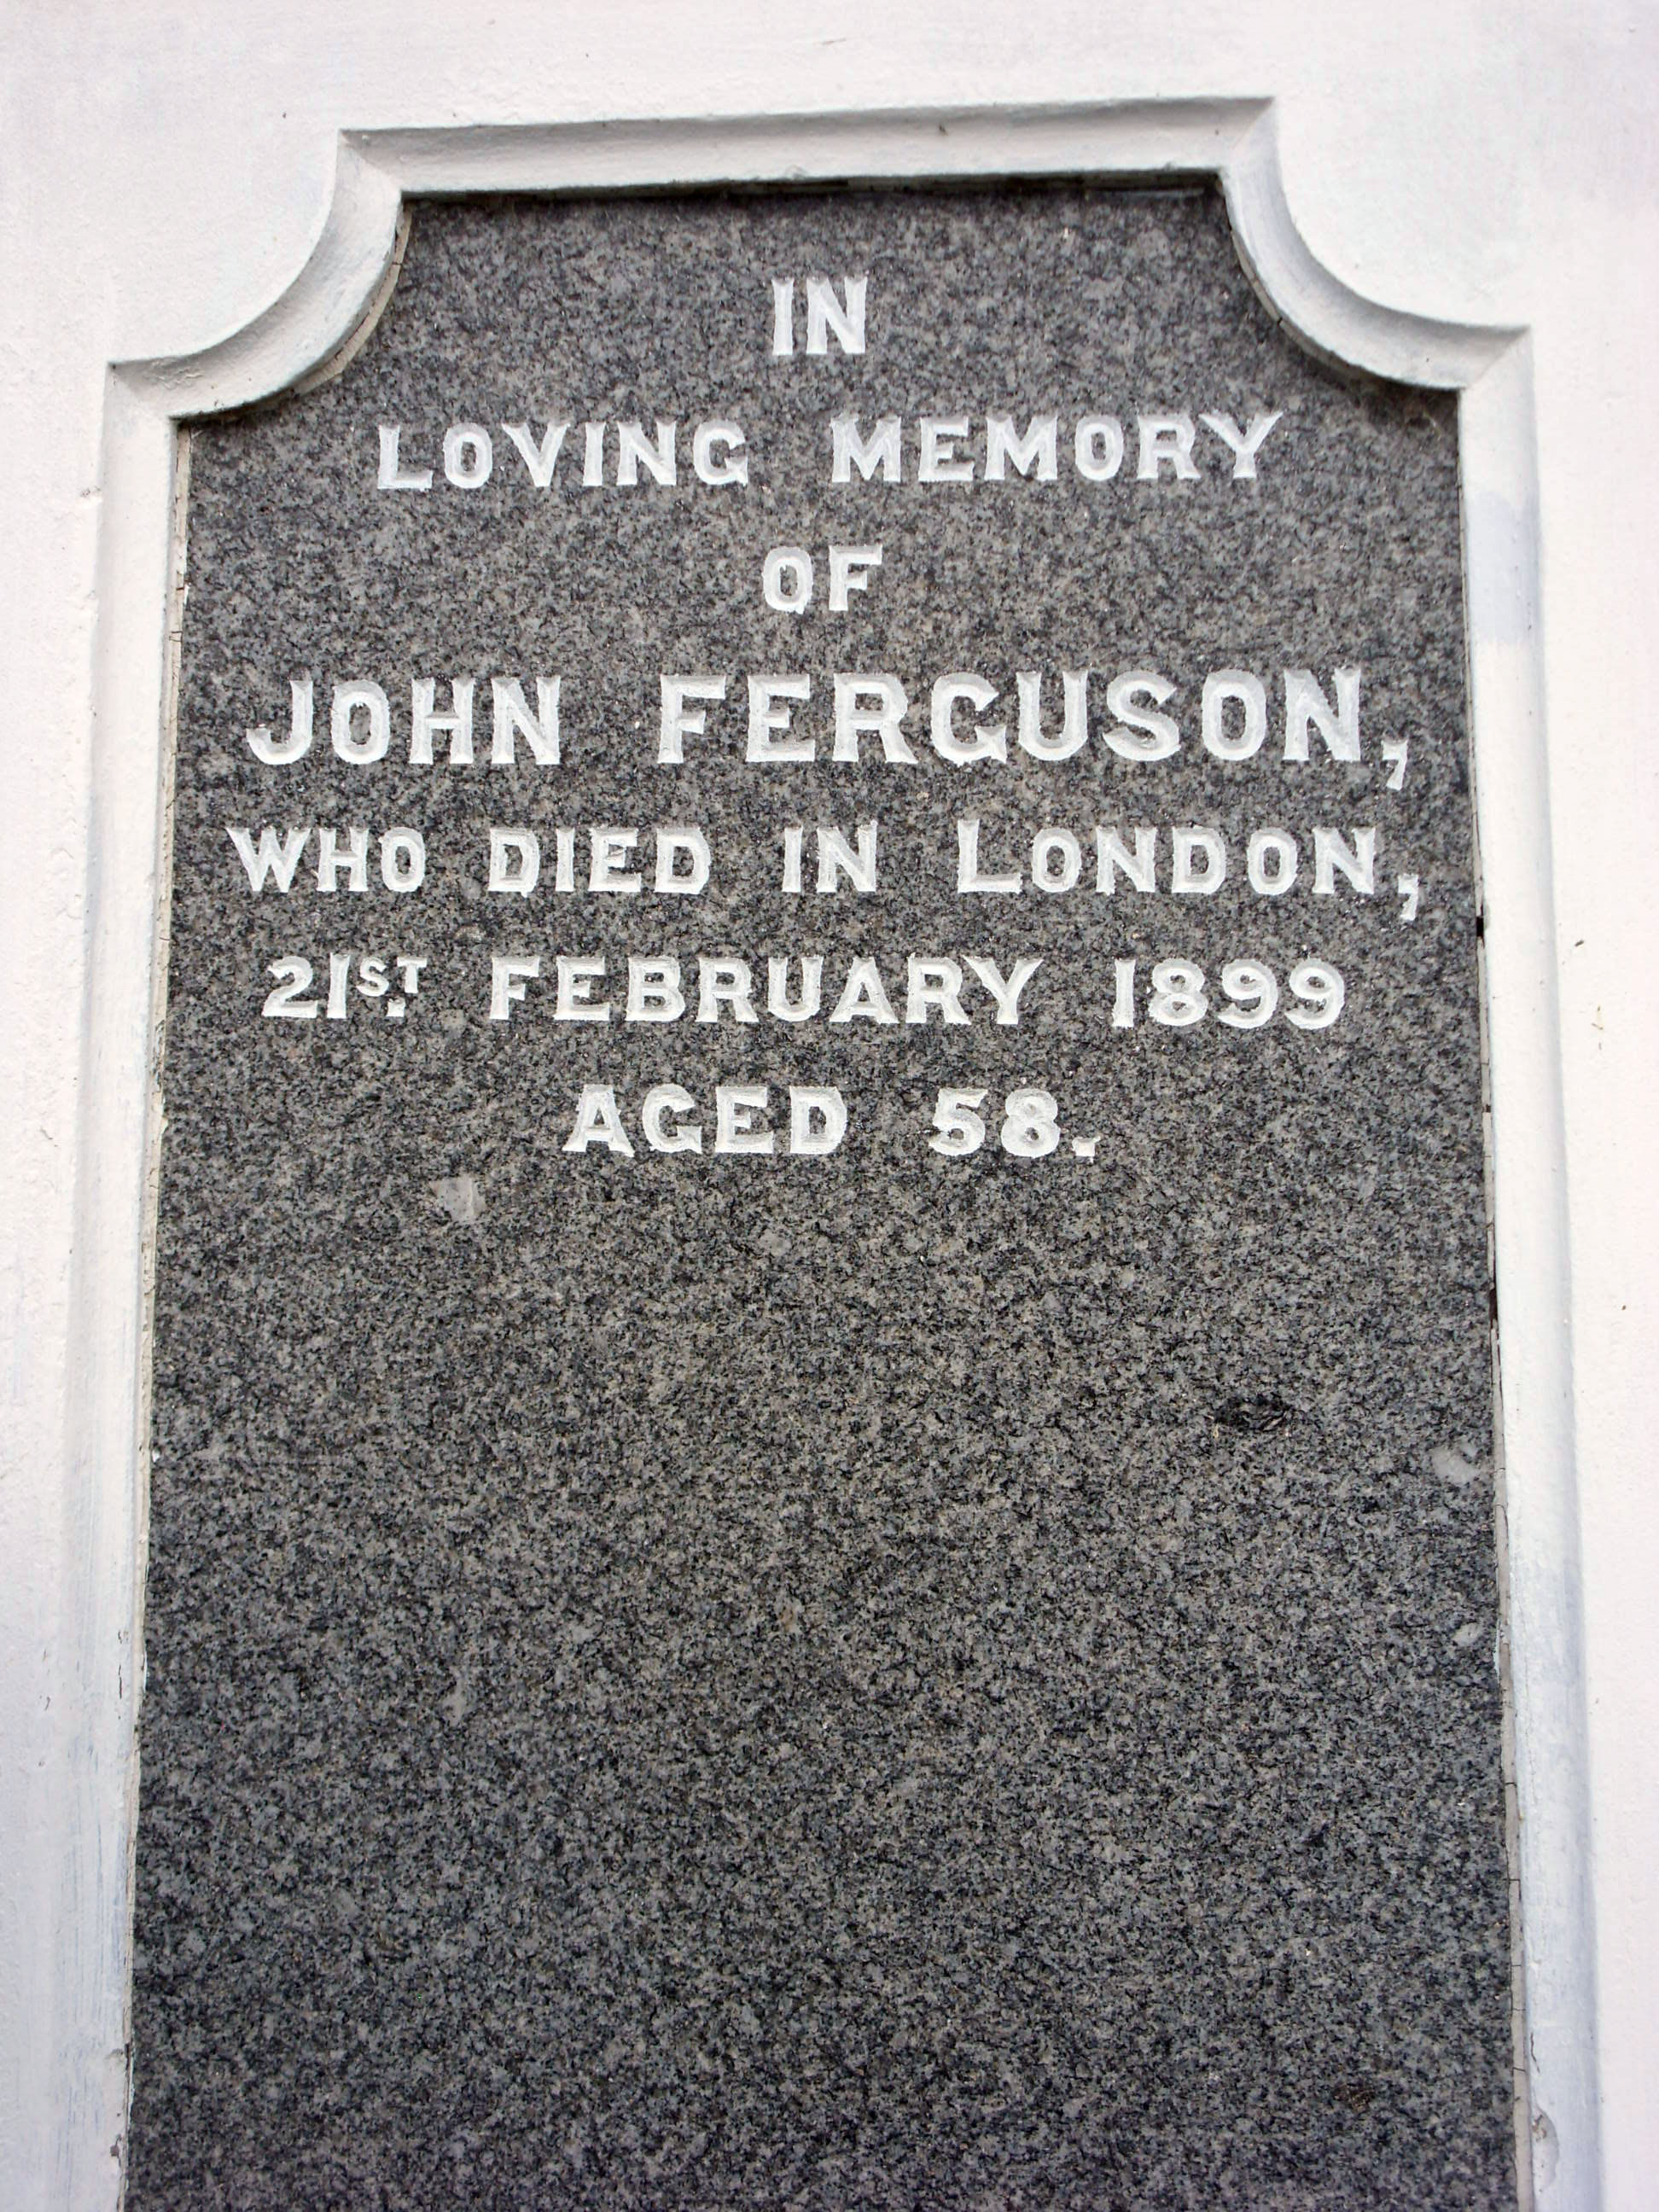 IN
LOVING MEMORY
OF
JOHN FERGUSON,
WHO DIED IN LONDON,
21ST FEBRUARY 1899
AGED 58.